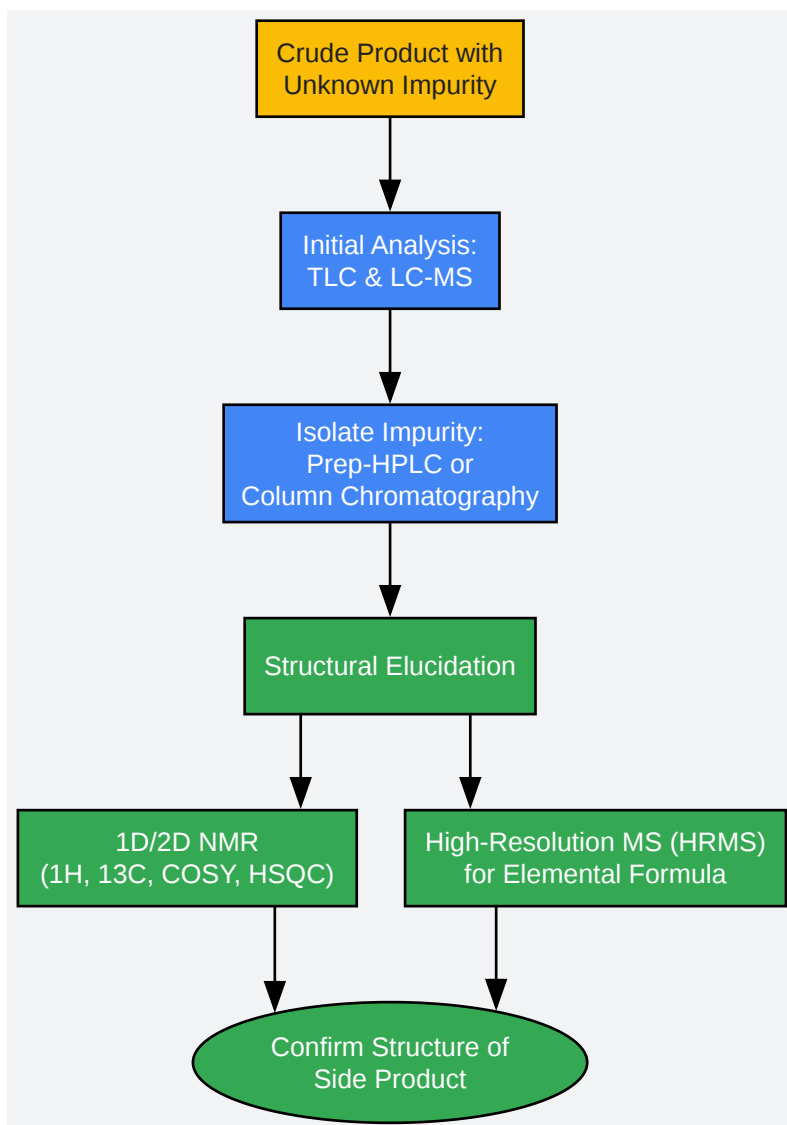 Crude Product with
Unknown Impurity
Initial Analysis:
TLC & LC-MS
Isolate Impurity:
Prep-HPLC or
Column Chromatography
Structural Elucidation
1D/2D NMR
(1H, 13C, COSY, HSQC)
High-Resolution MS (HRMS)
for Elemental Formula
Confirm Structure of
Side Product